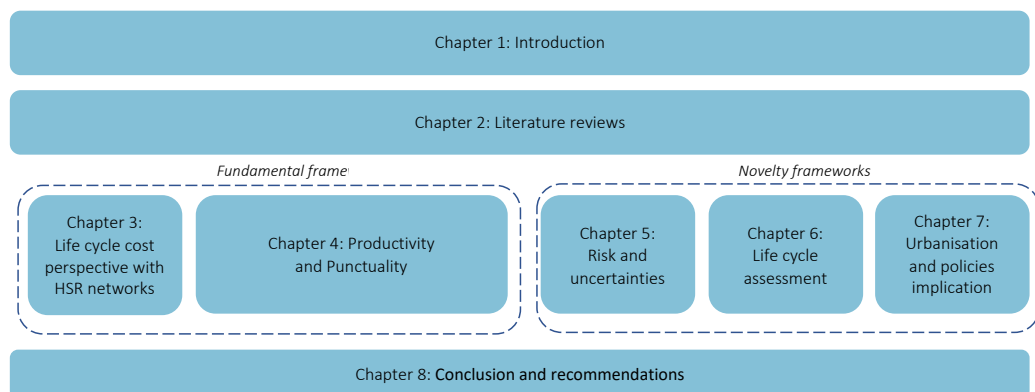 Chapter 1: Introduction
Chapter 2: Literature reviews
Fundamental frame
Novelty frameworks
Chapter 3:
Life cycle cost
perspective with
HSR networks
Chapter 4: Productivity
and Punctuality
Chapter 5:
Risk and
uncertainties
Chapter 6:
Life cycle
assessment
Chapter 7:
Urbanisation
and policies
implication
Chapter 8: Conclusion and recommendations